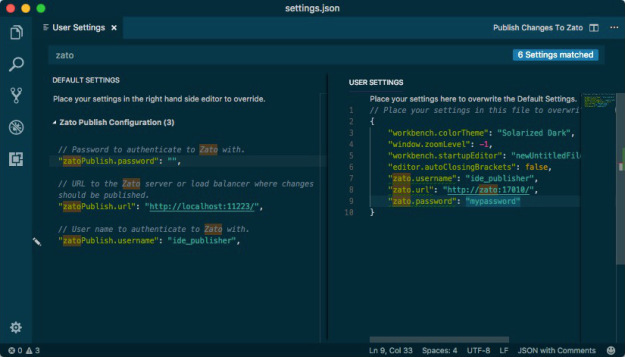 settings.json
User Settings ×
Publish Changes To Zato
zato
6 Settings matched
DEFAULT SETTINGS
Place your settings in the right hand side editor to override.
Zato Publish Configuration (3)
// Password to authenticate to Zato with.
"zatoPublish.password": "",
// URL to the Zato server or load balancer where changes
should be published.
"zatoPublish.url": "http://localhost:11223/",
// User name to authenticate to Zato with.
"zatoPublish.username": "ide_publisher",
USER SETTINGS
Place your settings here to overwrite the Default Settings.
1 // Place your settings in this file to overwri
2 {
3 "workbench.colorTheme": "Solarized Dark",
4 "window.zoomLevel": -1,
5 "workbench.startupEditor": "newUntitledFil
6 "editor.autoClosingBrackets": false,
7 "zato.username": "ide_publisher",
8 "zato.url": "http://zato:17010/",
9 "zato.password": "mypassword"
10 }
0 3
Ln 9, Col 33 Spaces: 4 UTF-8 LF JSON with Comments